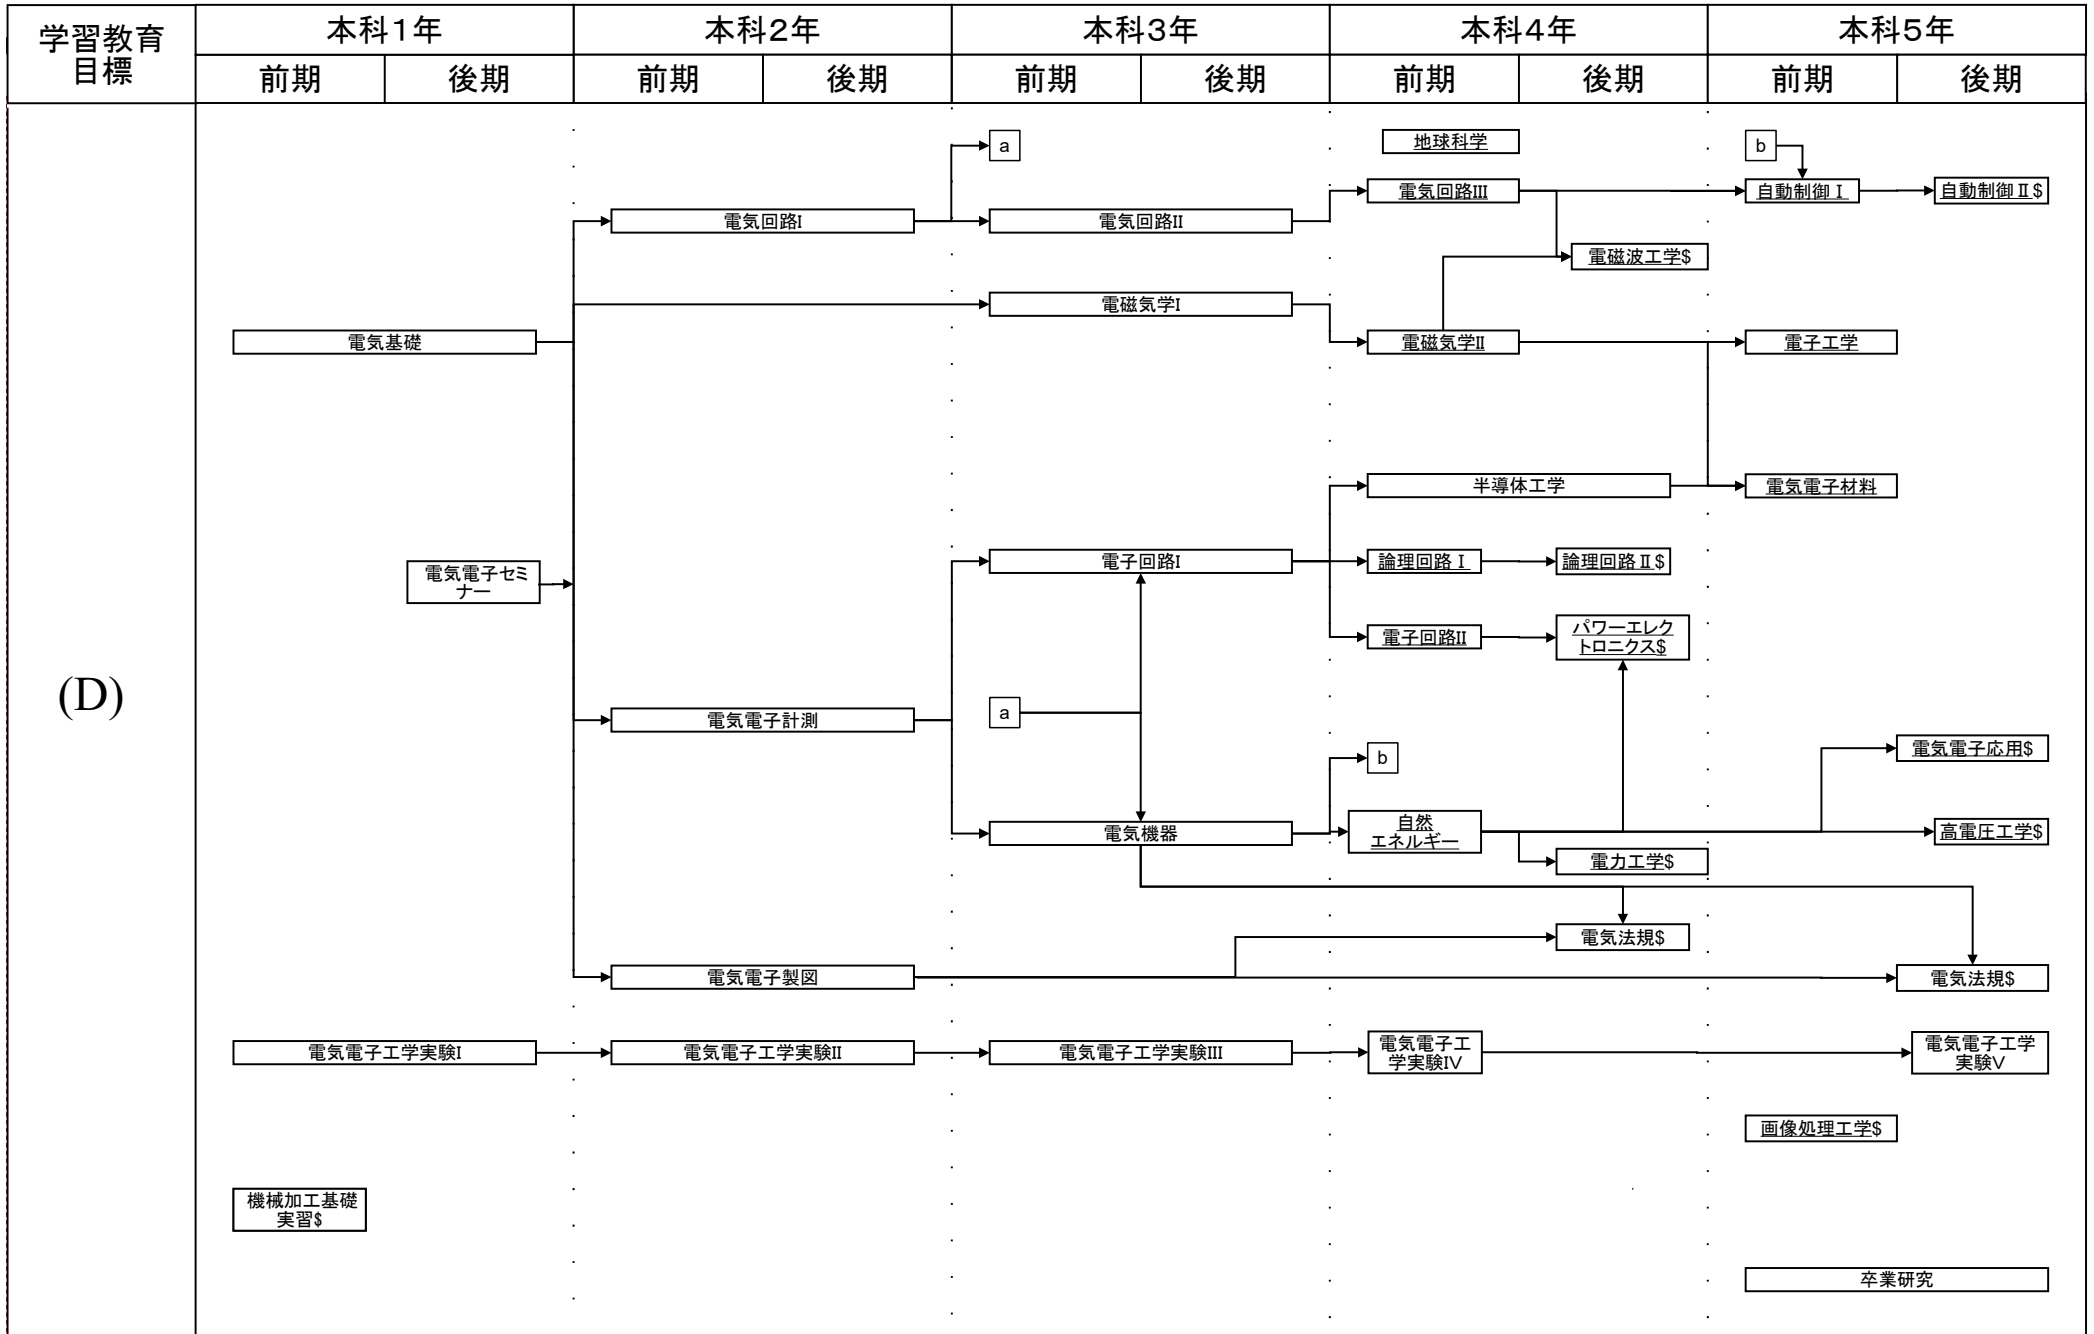 学習教育
目標
本科1年
本科2年
本科3年
本科4年
本科5年
前期
後期
前期
後期
前期
後期
前期
後期
前期
後期
(D)
a
地球科学
b
電気回路III
自動制御Ⅰ
自動制御Ⅱ$
電気回路I
電気回路II
電磁波工学$
電磁気学I
電気基礎
電磁気学II
電子工学
半導体工学
電気電子材料
電気電子セミ
ナー
電子回路I
論理回路Ⅰ
論理回路Ⅱ$
電子回路II
パワーエレク
トロニクス$
電気電子計測
a
b
電気電子応用$
電気機器
自然
エネルギー
高電圧工学$
電力工学$
電気法規$
電気電子製図
電気法規$
電気電子工学実験I
電気電子工学実験II
電気電子工学実験III
電気電子工
学実験IV
電気電子工学
実験V
画像処理工学$
機械加工基礎
実習$
卒業研究